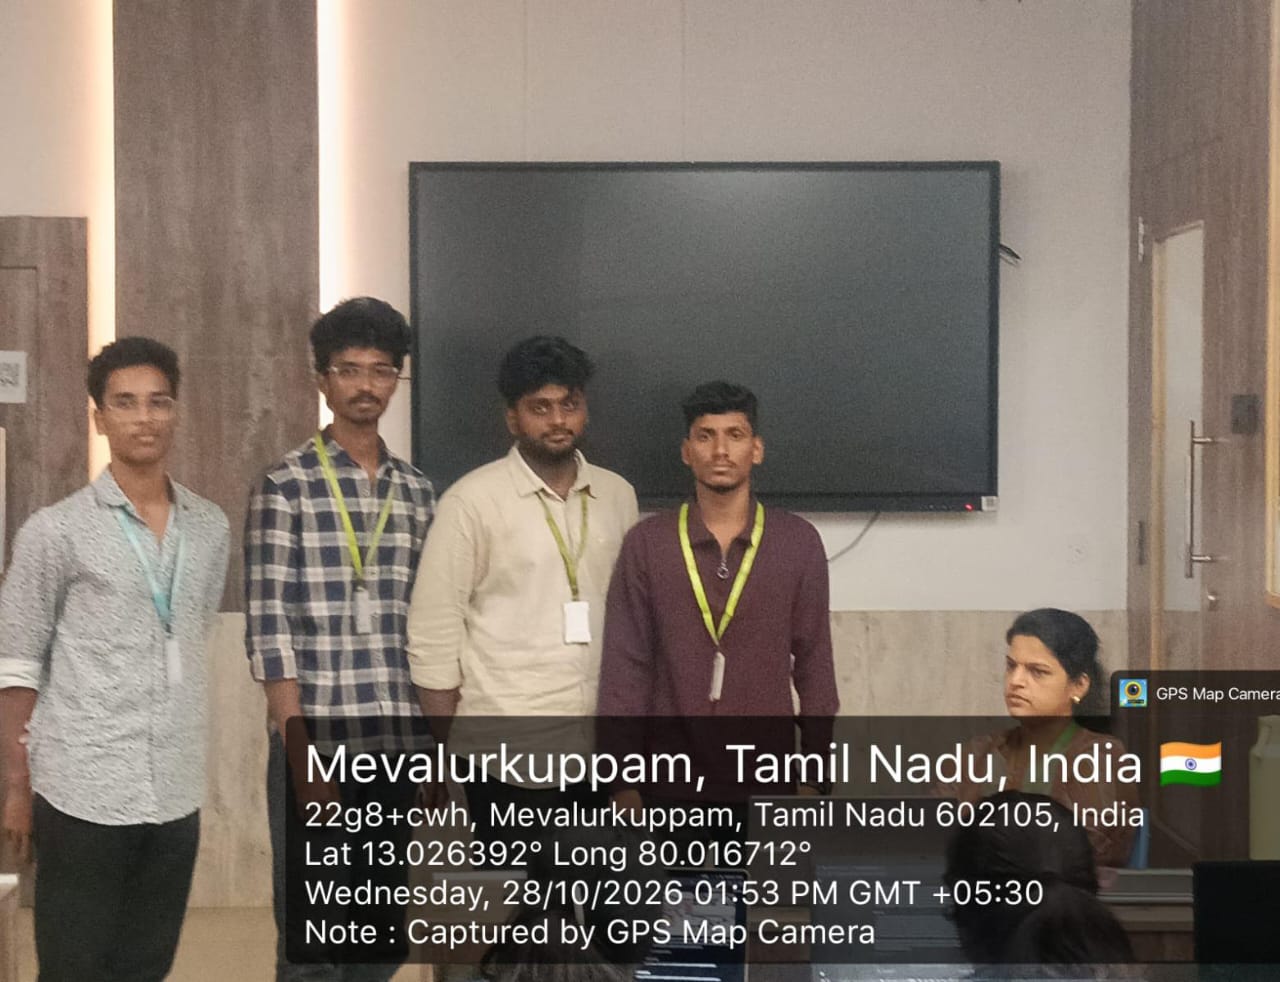 GPS Map Camera
Mevalurkuppam, Tamil Nadu, India
22g8+cwh, Mevalurkuppam, Tamil Nadu 602105, India
Lat 13.026392° Long 80.016712°
Wednesday, 28/10/2026 01:53 PM GMT +05:30
Note : Captured by GPS Map Camera